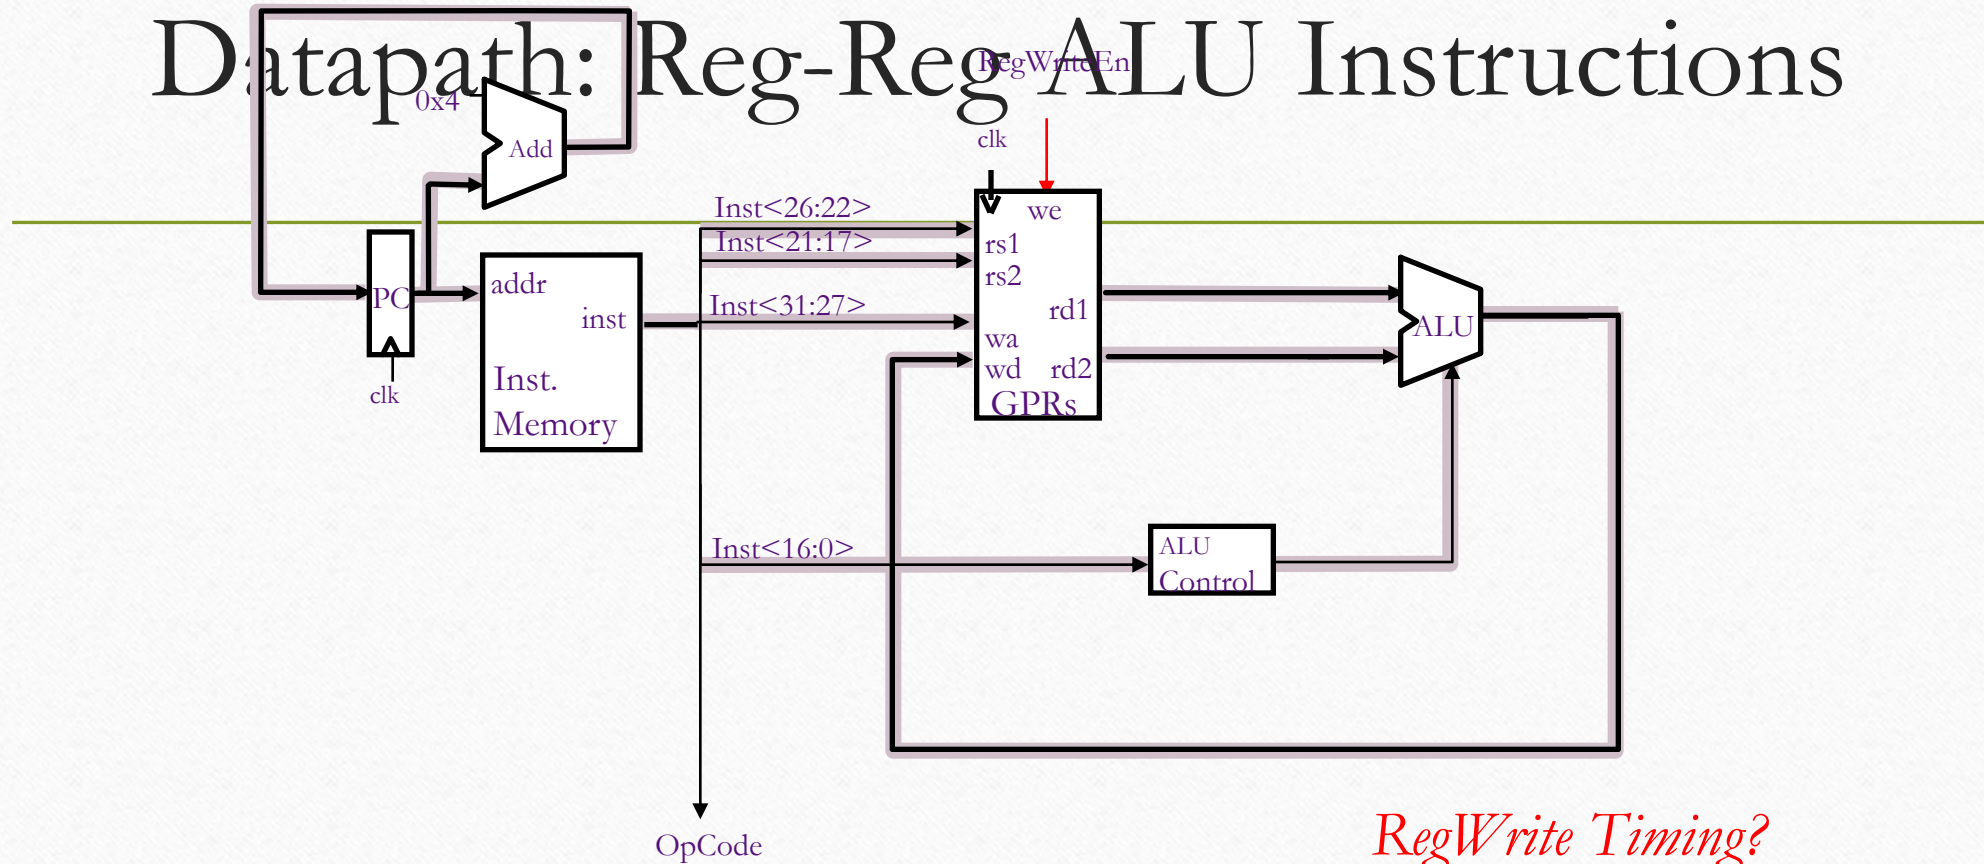 Datapath: Reg-Reg ALU Instructions
RegWriteEn
0x4
Add
clk
Inst<26:22>
we
Inst<21:17>
rs1
rs2
PC
addr
Inst<31:27>
inst
rd1
ALU
wa
wd rd2
GPRs
Inst.
Memory
clk
Inst<16:0>
ALU
Control
OpCode
RegWrite Timing?